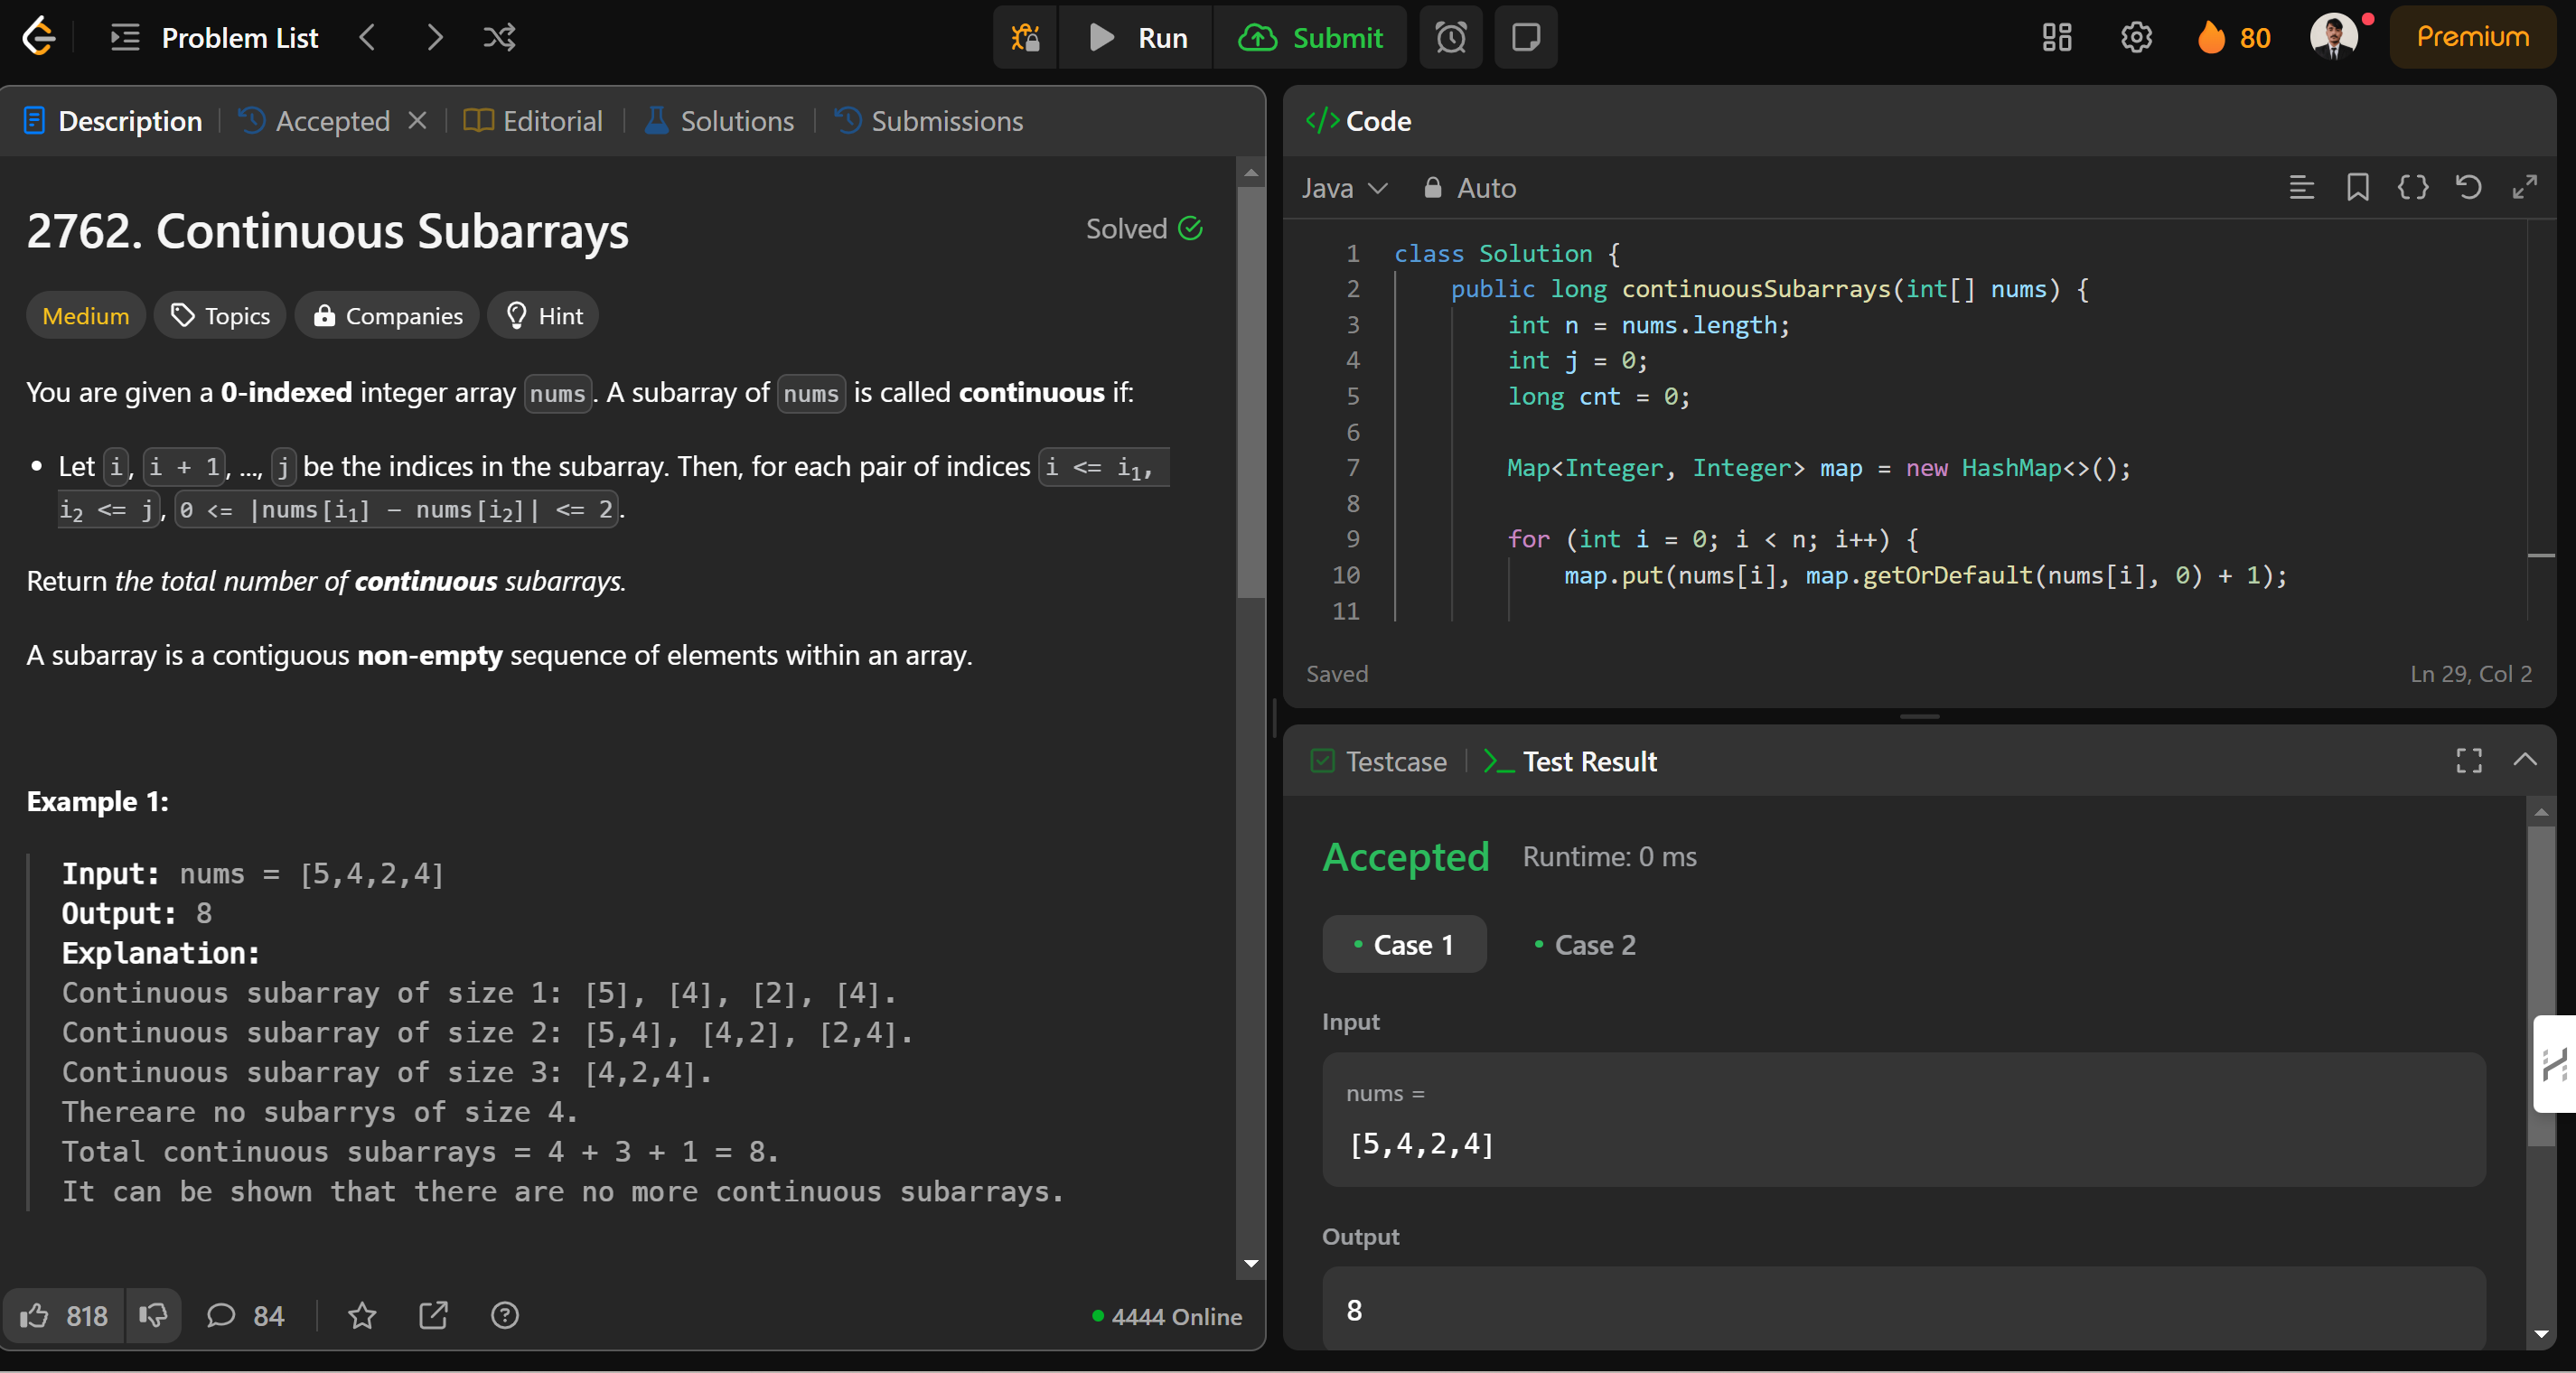 Problem List
Run
Submit
80
Premium
Description
Accepted
Editorial
Solutions
Submissions
2762. Continuous Subarrays
Solved
Medium
Topics
Companies
Hint
You are given a 0-indexed integer array nums. A subarray of nums is called continuous if:
• Let i, i + 1, ..., j be the indices in the subarray. Then, for each pair of indices i <= i₁,
i₂ <= j, 0 <= |nums[i₁] - nums[i₂]| <= 2.
Return the total number of continuous subarrays.
A subarray is a contiguous non-empty sequence of elements within an array.
Example 1:
Input: nums = [5,4,2,4]
Output: 8
Explanation:
Continuous subarray of size 1: [5], [4], [2], [4].
Continuous subarray of size 2: [5,4], [4,2], [2,4].
Continuous subarray of size 3: [4,2,4].
Thereare no subarrys of size 4.
Total continuous subarrays = 4 + 3 + 1 = 8.
It can be shown that there are no more continuous subarrays.
818
84
4444 Online
</> Code
Java
Auto
1 class Solution {
2 public long continuousSubarrays(int[] nums) {
3 int n = nums.length;
4 int j = 0;
5 long cnt = 0;
6
7 Map<Integer, Integer> map = new HashMap<>();
8
9 for (int i = 0; i < n; i++) {
10 map.put(nums[i], map.getOrDefault(nums[i], 0) + 1);
11
Saved
Ln 29, Col 2
Testcase
Test Result
Accepted
Runtime: 0 ms
• Case 1
• Case 2
Input
nums =
[5,4,2,4]
Output
8